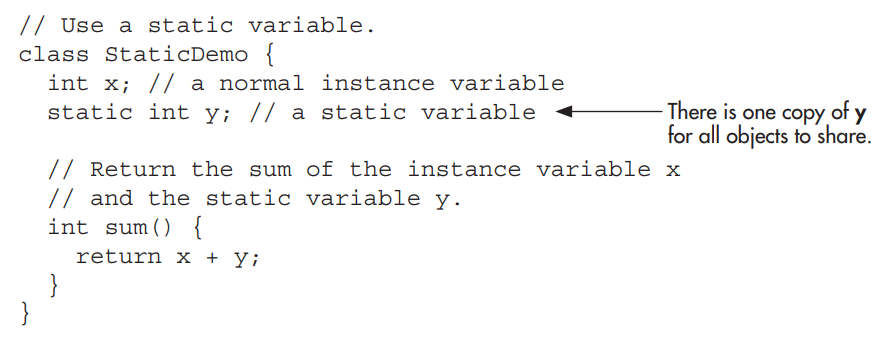 // Use a static variable.
class StaticDemo {
  int x; // a normal instance variable
  static int y; // a static variable
There is one copy of y
for all objects to share.
  // Return the sum of the instance variable x
  // and the static variable y.
  int sum() {
    return x + y;
  }
}